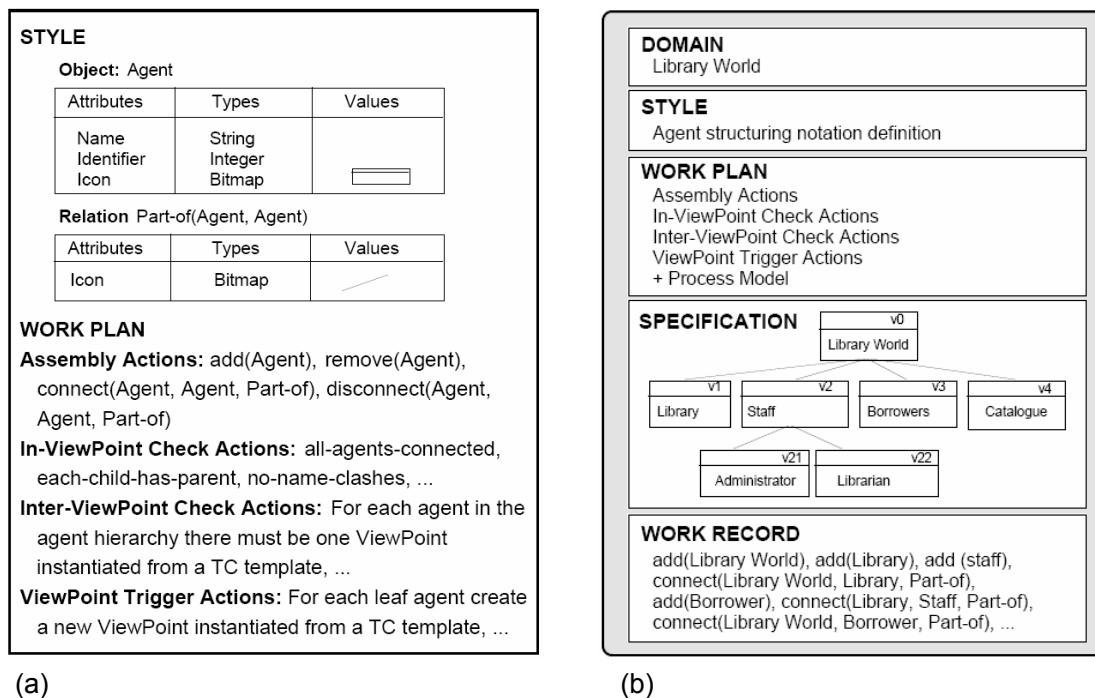 STYLE
Object: Agent
Attributes Types Values
Name String
Identifier Integer
Icon Bitmap
Relation Part-of(Agent, Agent)
Attributes Types Values
Icon Bitmap
WORK PLAN
Assembly Actions: add(Agent), remove(Agent),
connect(Agent, Agent, Part-of), disconnect(Agent,
Agent, Part-of)
In-ViewPoint Check Actions: all-agents-connected,
each-child-has-parent, no-name-clashes, ...
Inter-ViewPoint Check Actions: For each agent in the
agent hierarchy there must be one ViewPoint
instantiated from a TC template, ...
ViewPoint Trigger Actions: For each leaf agent create
a new ViewPoint instantiated from a TC template, ...
(a)
DOMAIN
Library World
STYLE
Agent structuring notation definition
WORK PLAN
Assembly Actions
In-ViewPoint Check Actions
Inter-ViewPoint Check Actions
ViewPoint Trigger Actions
+ Process Model
SPECIFICATION
v0
Library World
v1 v2 v3 v4
Library Staff Borrowers Catalogue
v21 v22
Administrator Librarian
WORK RECORD
add(Library World), add(Library), add (staff),
connect(Library World, Library, Part-of),
add(Borrower), connect(Library, Staff, Part-of),
connect(Library World, Borrower, Part-of), ...
(b)